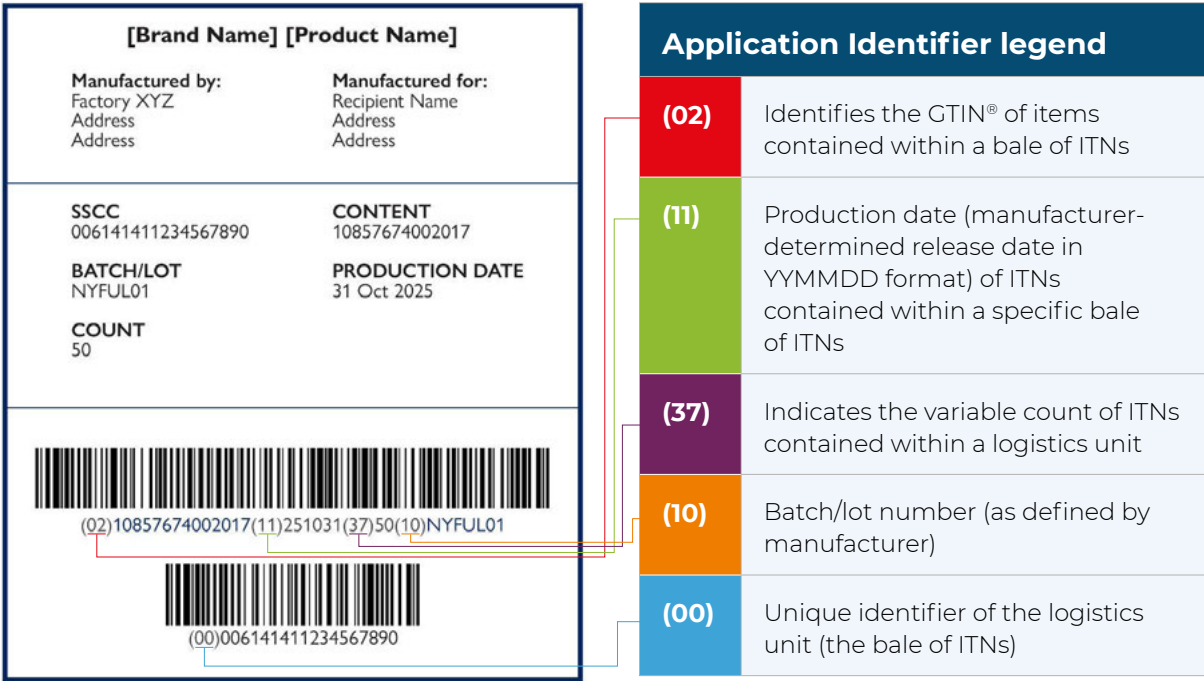 [Brand Name] [Product Name]
Manufactured by:
Factory XYZ
Address
Address
Manufactured for:
Recipient Name
Address
Address
SSCC
006141411234567890
CONTENT
10857674002017
BATCH/LOT
NYFUL01
PRODUCTION DATE
31 Oct 2025
COUNT
50
(02)10857674002017(11)251031(37)50(10)NYFUL01
(00)006141411234567890
Application Identifier legend
(02)
Identifies the GTIN® of items
contained within a bale of ITNs
(11)
Production date (manufacturer-
determined release date in
YYMMDD format) of ITNs
contained within a specific bale
of ITNs
(37)
Indicates the variable count of ITNs
contained within a logistics unit
(10)
Batch/lot number (as defined by
manufacturer)
(00)
Unique identifier of the logistics
unit (the bale of ITNs)